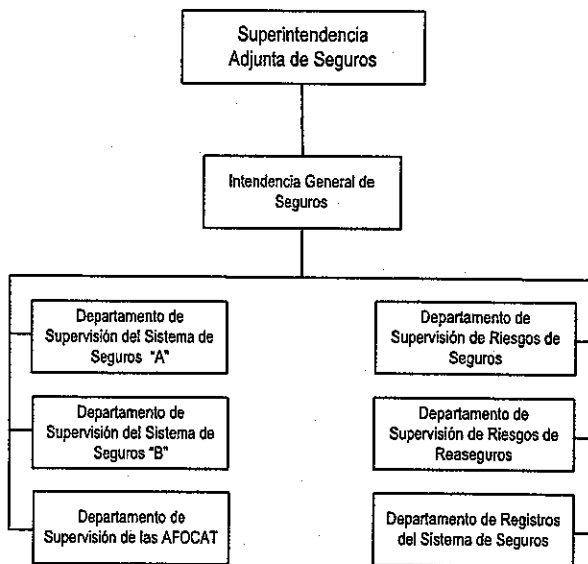 Superintendencia
Adjunta de Seguros
Intendencia General de
Seguros
Departamento de
Supervisión del Sistema de
Seguros "A"
Departamento de
Supervisión de Riesgos de
Seguros
Departamento de
Supervisión del Sistema de
Seguros "B"
Departamento de
Supervisión de Riesgos de
Reaseguros
Departamento de
Supervisión de las AFOCAT
Departamento de Registros
del Sistema de Seguros